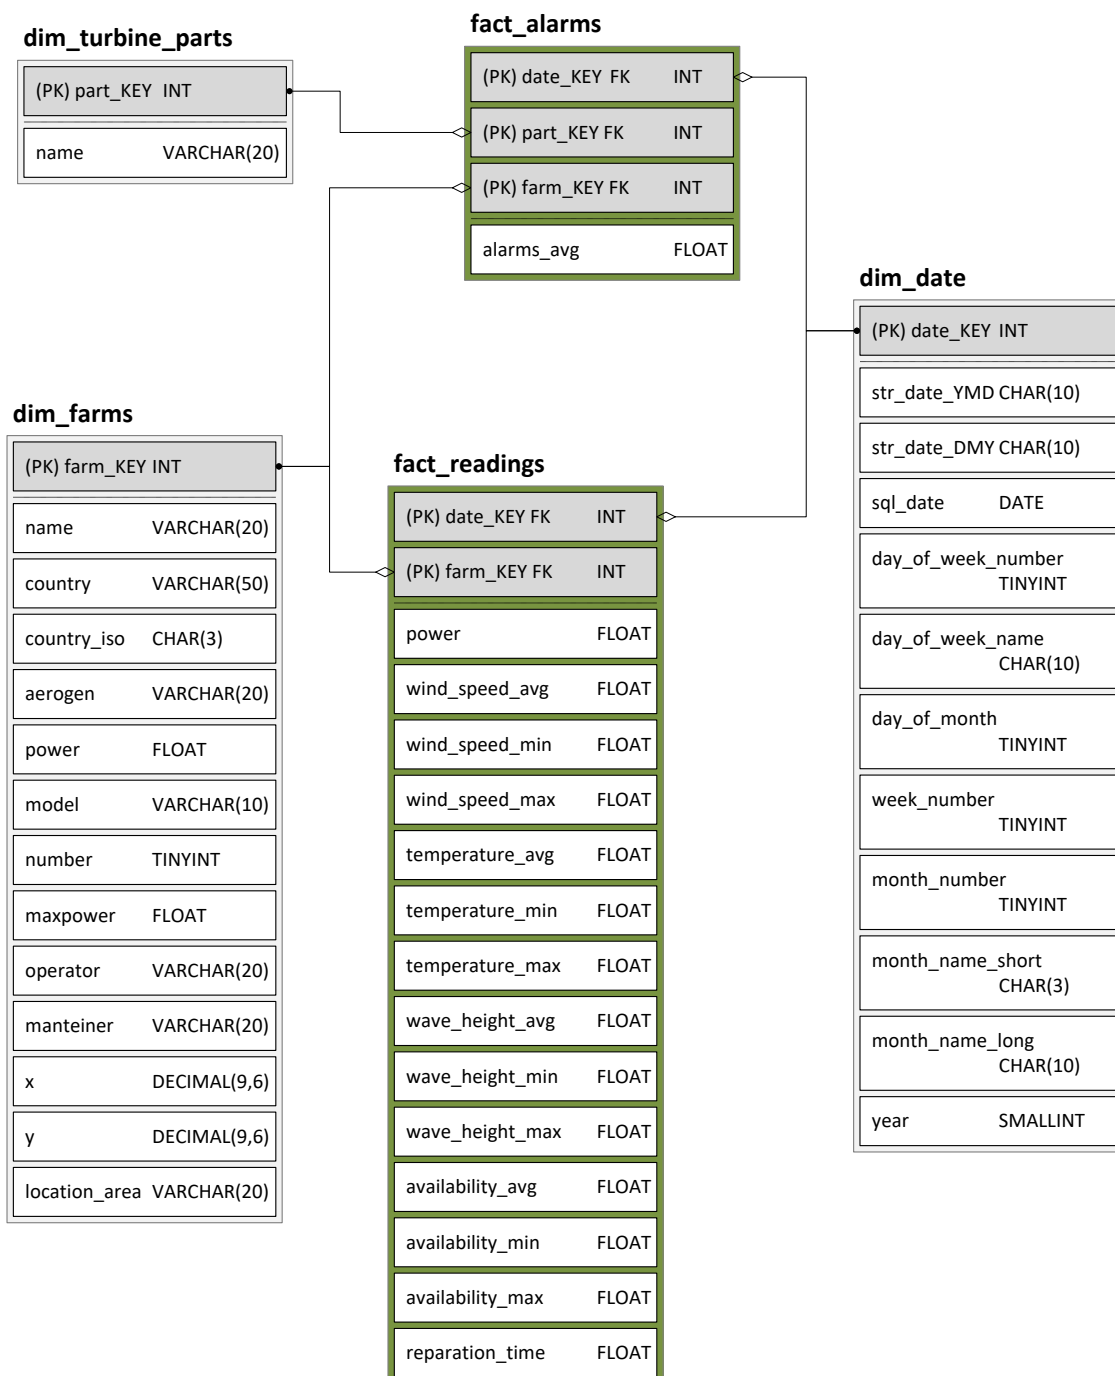 dim_turbine_parts
(PK) part_KEY INT
name VARCHAR(20)
fact_alarms
(PK) date_KEY FK INT
(PK) part_KEY FK INT
(PK) farm_KEY FK INT
alarms_avg FLOAT
dim_farms
(PK) farm_KEY INT
name VARCHAR(20)
country VARCHAR(50)
country_iso CHAR(3)
aerogen VARCHAR(20)
power FLOAT
model VARCHAR(10)
number TINYINT
maxpower FLOAT
operator VARCHAR(20)
manteiner VARCHAR(20)
x DECIMAL(9,6)
y DECIMAL(9,6)
location_area VARCHAR(20)
fact_readings
(PK) date_KEY FK INT
(PK) farm_KEY FK INT
power FLOAT
wind_speed_avg FLOAT
wind_speed_min FLOAT
wind_speed_max FLOAT
temperature_avg FLOAT
temperature_min FLOAT
temperature_max FLOAT
wave_height_avg FLOAT
wave_height_min FLOAT
wave_height_max FLOAT
availability_avg FLOAT
availability_min FLOAT
availability_max FLOAT
reparation_time FLOAT
dim_date
(PK) date_KEY INT
str_date_YMD CHAR(10)
str_date_DMY CHAR(10)
sql_date DATE
day_of_week_number
TINYINT
day_of_week_name
CHAR(10)
day_of_month
TINYINT
week_number
TINYINT
month_number
TINYINT
month_name_short
CHAR(3)
month_name_long
CHAR(10)
year SMALLINT